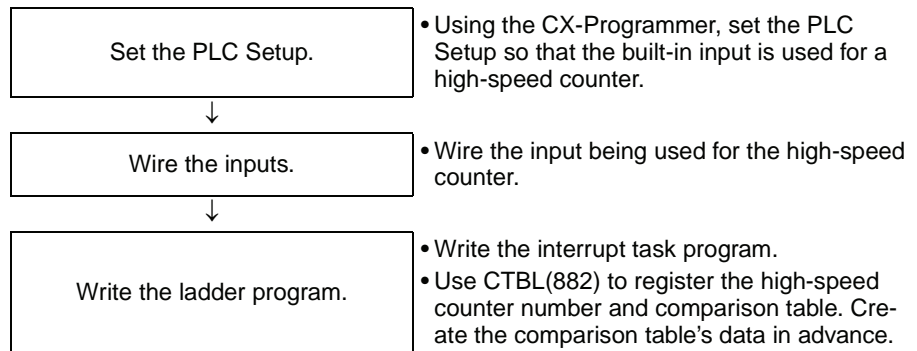 Set the PLC Setup.
• Using the CX-Programmer, set the PLC
Setup so that the built-in input is used for a
high-speed counter.
↓
Wire the inputs.
• Wire the input being used for the high-speed
counter.
↓
Write the ladder program.
• Write the interrupt task program.
• Use CTBL(882) to register the high-speed
counter number and comparison table. Cre-
ate the comparison table's data in advance.